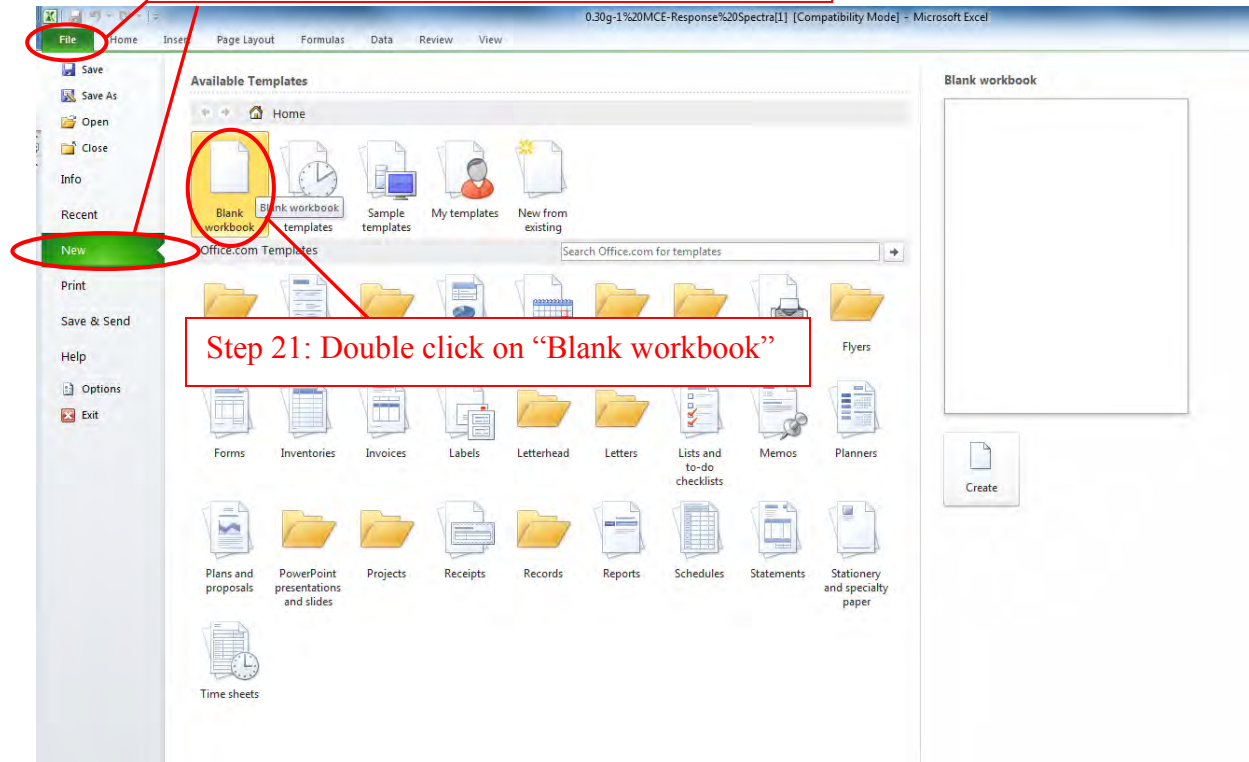 0.30g-1%20MCE-Response%20Spectra[1] [Compatibility Mode] - Microsoft Excel
File Home Insert Page Layout Formulas Data Review View
Save
Save As
Open
Close
Info
Recent
New
Print
Save & Send
Help
Options
Exit
Available Templates
Home
Blank workbook
templates
Sample templates
My templates
New from existing
Blank workbook
Office.com Templates
Search Office.com for templates
Step 21: Double click on “Blank workbook”
Flyers
Forms
Inventories
Invoices
Labels
Letterhead
Letters
Lists and to-do checklists
Memos
Planners
Plans and proposals
PowerPoint presentations and slides
Projects
Receipts
Records
Reports
Schedules
Statements
Stationery and specialty paper
Time sheets
Blank workbook
Create